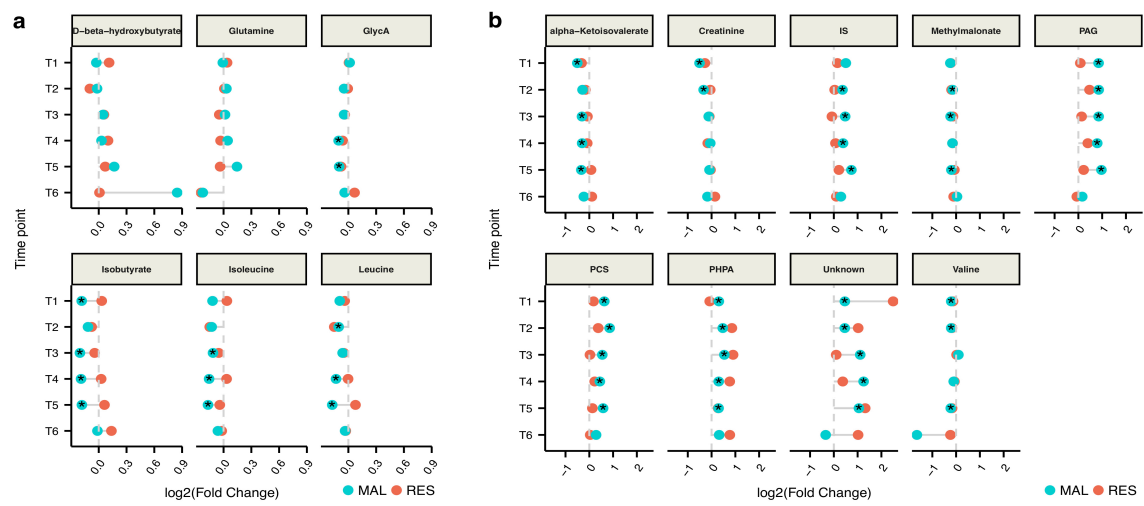 a
D-beta-hydroxybutyrate Glutamine GlycA
T1
T2
T3
T4
T5
T6
0.0 0.3 0.6 0.9 0.0 0.3 0.6 0.9 0.0 0.3 0.6 0.9
Time point
Isobutyrate Isoleucine Leucine
T1
T2
T3
T4
T5
T6
0.0 0.3 0.6 0.9 0.0 0.3 0.6 0.9 0.0 0.3 0.6 0.9
log2(Fold Change)
MAL RES
b
alpha-Ketoisovalerate Creatinine IS Methylmalonate PAG
T1 * * *
T2 * * * *
T3 * * * *
T4 * * *
T5 * * * *
T6
−1 0 1 2 −1 0 1 2 −1 0 1 2 −1 0 1 2 −1 0 1 2
Time point
PCS PHPA Unknown Valine
T1 * * * *
T2 * * * *
T3 * * *
T4 * * *
T5 * * * *
T6
−1 0 1 2 −1 0 1 2 −1 0 1 2 −1 0 1 2
log2(Fold Change)
MAL RES